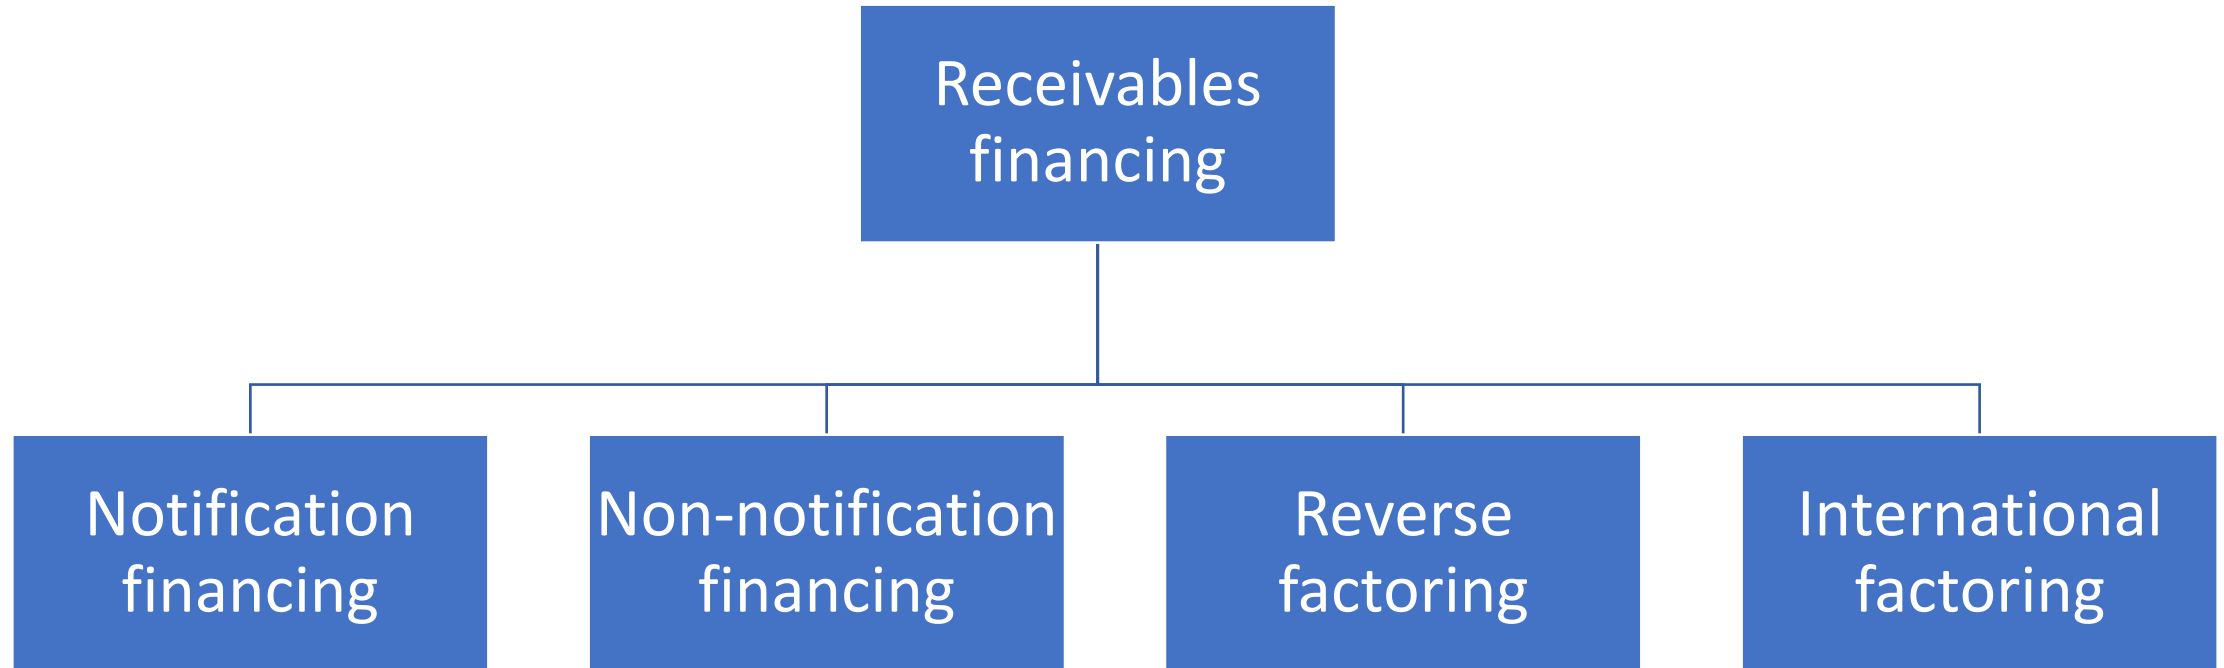 Receivables
financing
Notification
financing
Non-notification
financing
Reverse
factoring
International
factoring